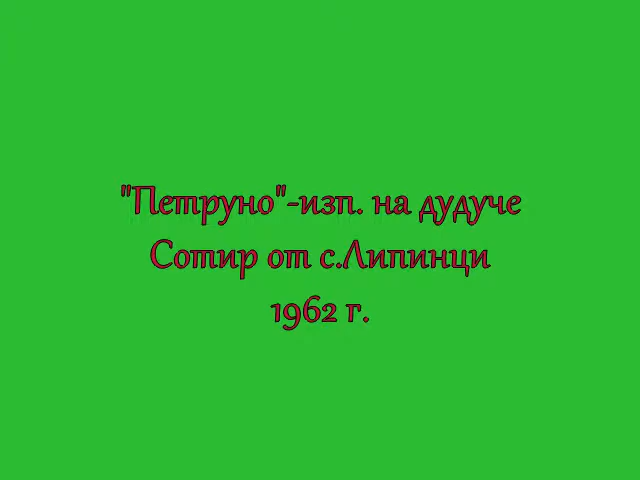 "Петруно"-изп. на дудуче
Сотир от с.Липинци
1962 г.